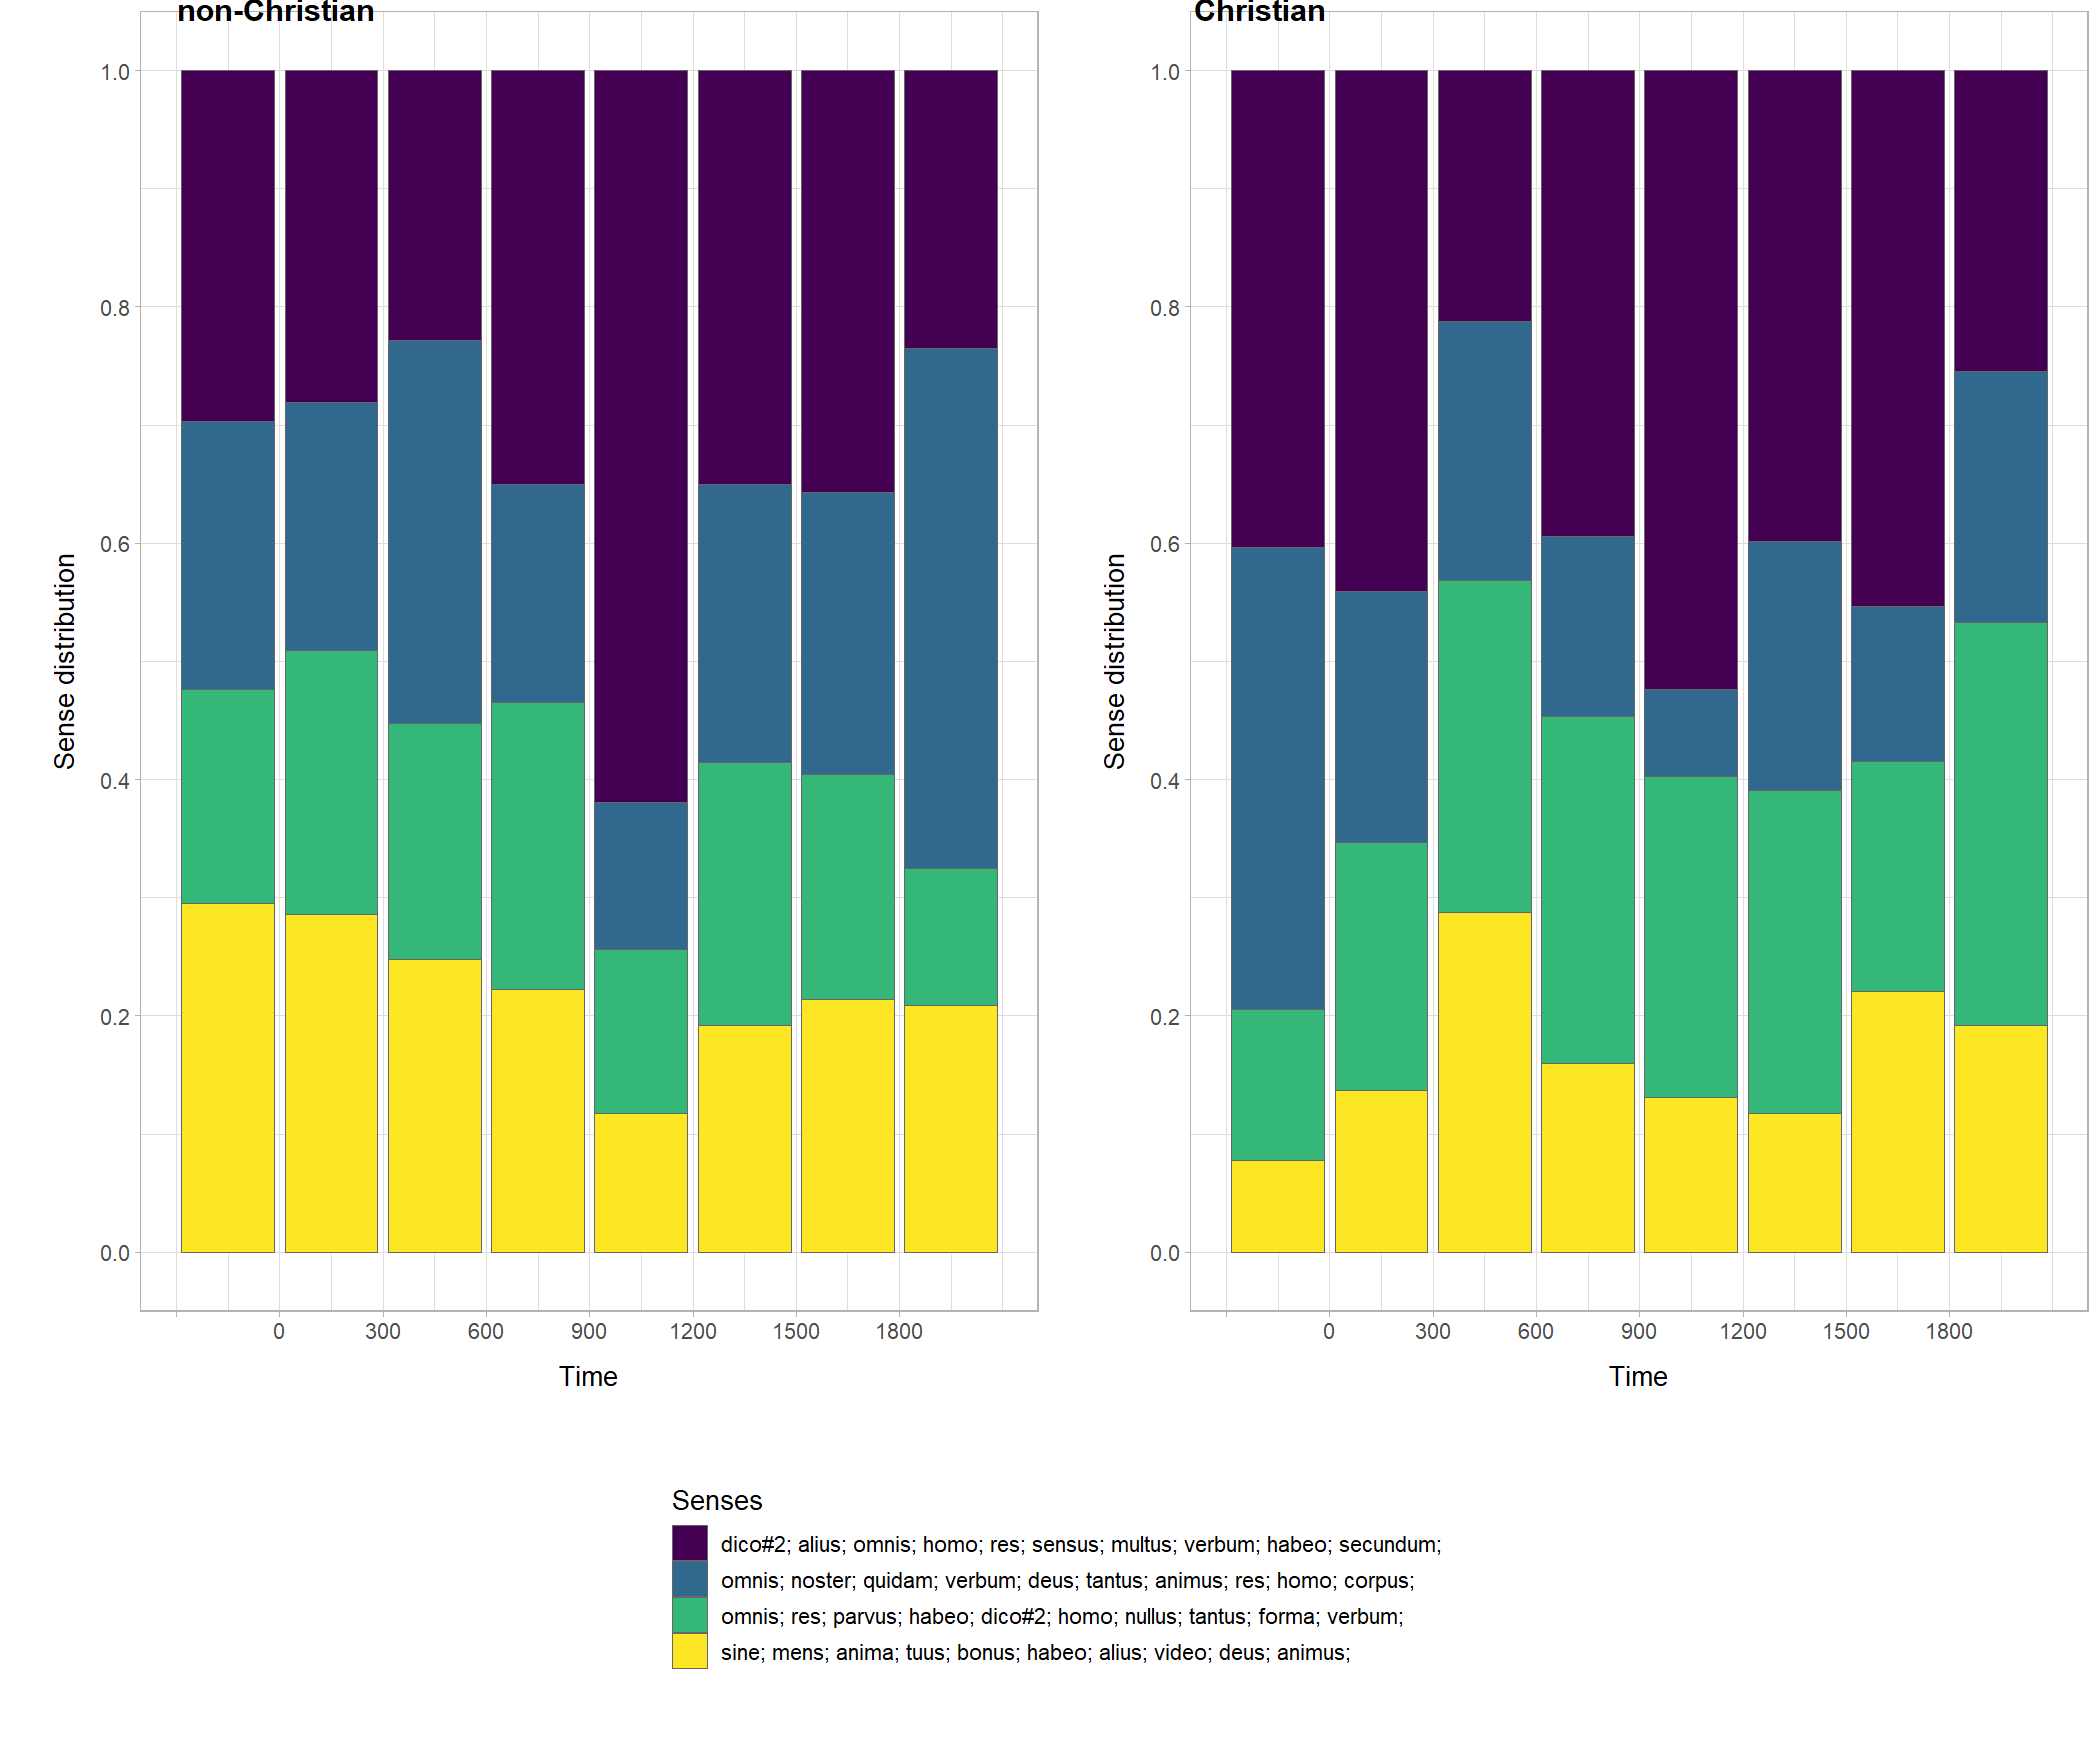 non-Christian
1.0
0.8
0.6
0.4
0.2
0.0
Sense distribution
0 300 600 900 1200 1500 1800
Time
Christian
1.0
0.8
0.6
0.4
0.2
0.0
Sense distribution
0 300 600 900 1200 1500 1800
Time
Senses
dico#2; alius; omnis; homo; res; sensus; multus; verbum; habeo; secundum;
omnis; noster; quidam; verbum; deus; tantus; animus; res; homo; corpus;
omnis; res; parvus; habeo; dico#2; homo; nullus; tantus; forma; verbum;
sine; mens; anima; tuus; bonus; habeo; alius; video; deus; animus;